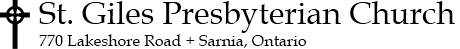 St. Giles Presbyterian Church
770 Lakeshore Road + Sarnia, Ontario